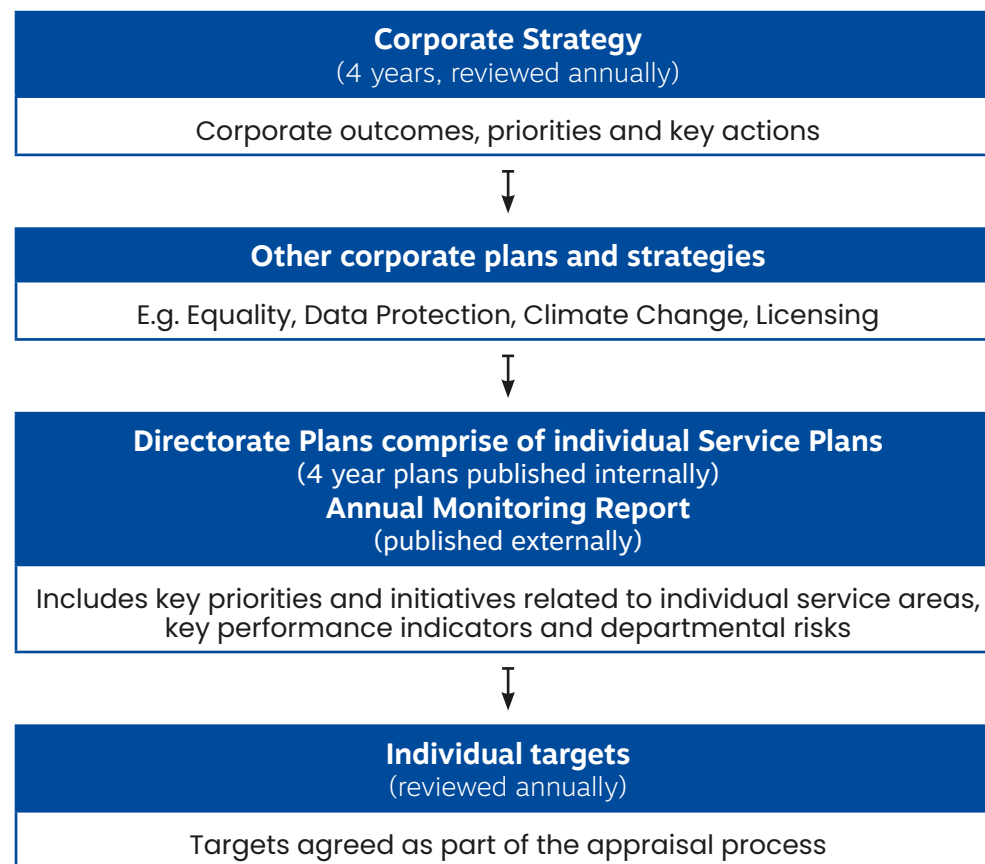 Corporate Strategy
(4 years, reviewed annually)
Corporate outcomes, priorities and key actions
Other corporate plans and strategies
E.g. Equality, Data Protection, Climate Change, Licensing
Directorate Plans comprise of individual Service Plans
(4 year plans published internally)
Annual Monitoring Report
(published externally)
Includes key priorities and initiatives related to individual service areas,
key performance indicators and departmental risks
Individual targets
(reviewed annually)
Targets agreed as part of the appraisal process